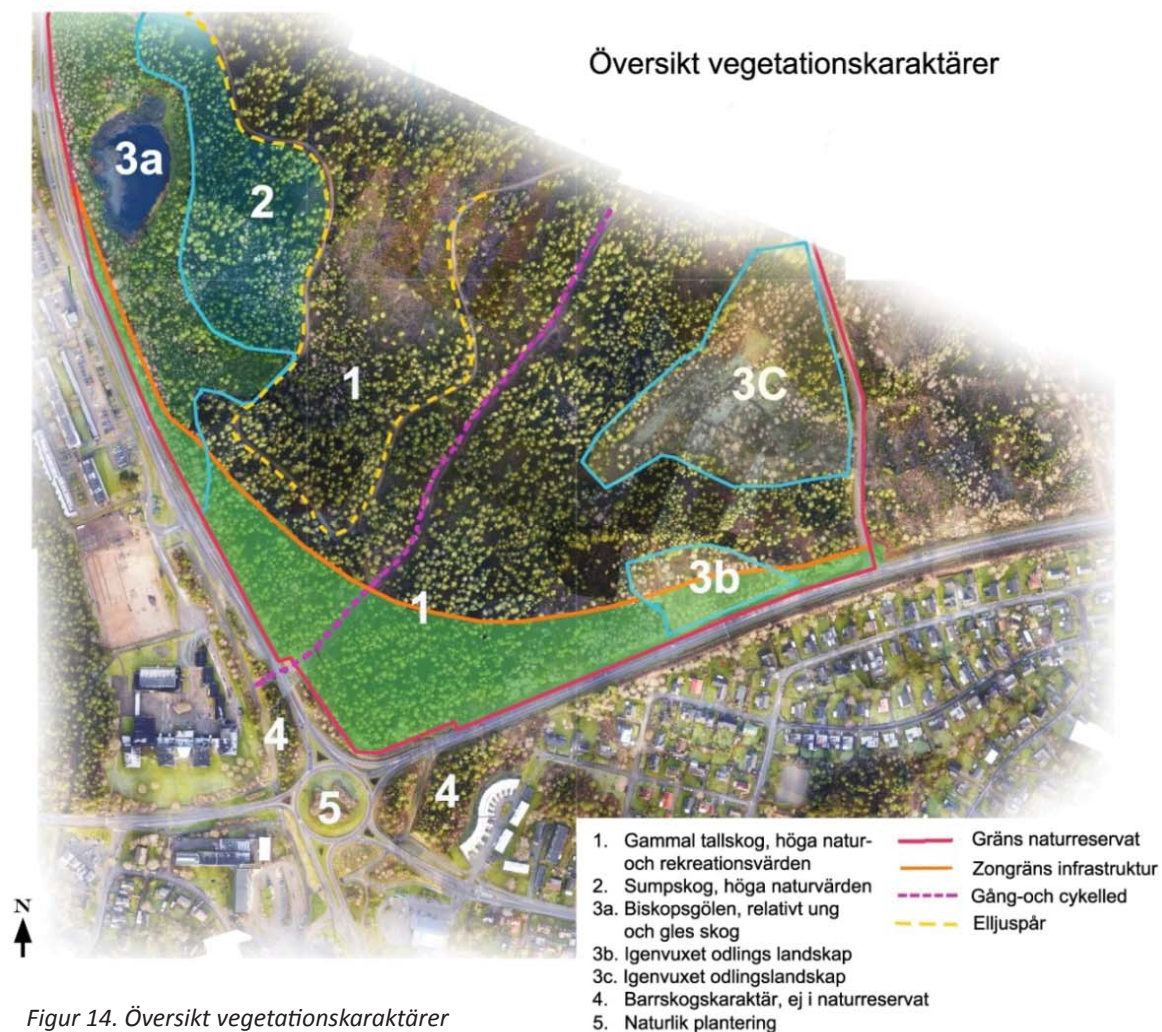 Översikt vegetationskaraktärer
3a
2
1
3C
1
3b
4
4
5
N
1. Gammal tallskog, höga natur-
och rekreationsvärden
2. Sumpskog, höga naturvärden
3a. Biskopsgölen, relativt ung
och gles skog
3b. Igenvuxet odlings landskap
3c. Igenvuxet odlingslandskap
4. Barrskogskaraktär, ej i naturreservat
5. Naturlik plantering
Gräns naturreservat
Zongräns infrastruktur
Gång-och cykelled
Elljuspår
Figur 14. Översikt vegetationskaraktärer